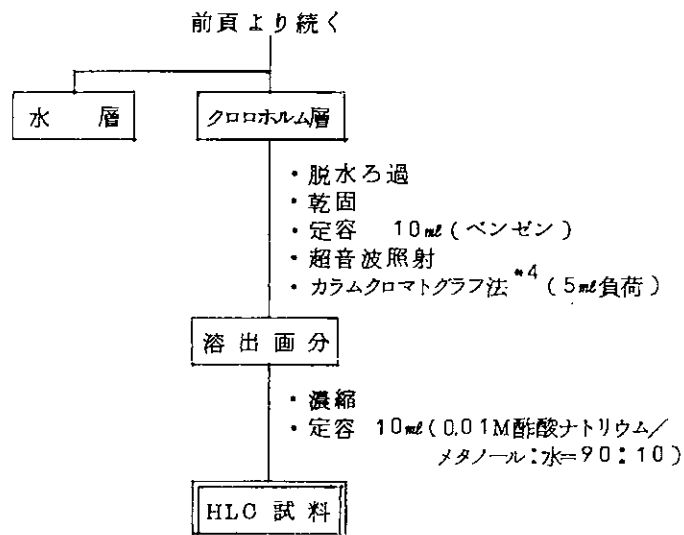 前頁より続く
水 層 クロロホルム層
・脱水ろ過
・乾固
・定容 10ml(ベンゼン)
・超音波照射
・カラムクロマトグラフ法*4(5ml負荷)
溶出画分
・濃縮
・定容 10ml(0.01M酢酸ナトリウム/
メタノール:水=90:10)
HLC 試料